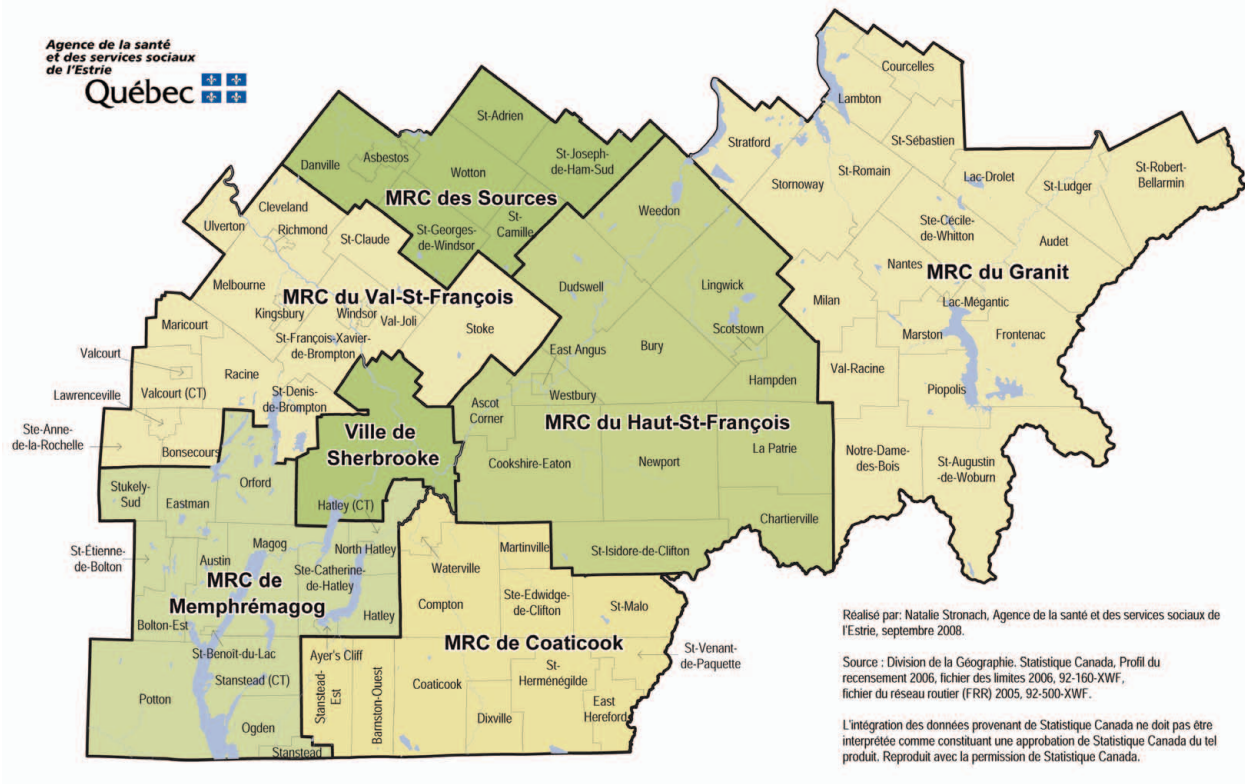 Agence de la santé
et des services sociaux
de l'Estrie
Québec
Courcelles
Lambton
St-Adrien
Stratford
St-Sébastien
Asbestos
Danville
Wotton
St-Joseph-
de-Ham-Sud
Stornoway
St-Romain
Lac-Drolet
St-Ludger
St-Robert-
Bellarmin
MRC des Sources
Cleveland
Ulverton
Richmond
St-Claude
St-Georges-
de-Windsor
St-
Camille
Weedon
Ste-Cécile-
de-Whitton
Audet
Nantes
MRC du Granit
Melbourne
MRC du Val-St-François
Dudswell
Lingwick
Milan
Lac-Mégantic
Kingsbury
Windsor
Val-Joli
Stoke
Maricourt
St-François-Xavier-
de-Brompton
Scotstown
Marston
Frontenac
Valcourt
East Angus
Bury
Val-Racine
Racine
Hampden
Valcourt (CT)
St-Denis-
de-Brompton
Westbury
Piopolis
Lawrenceville
Ascot
Corner
MRC du Haut-St-François
Ste-Anne-
de-la-Rochelle
Ville de
Sherbrooke
Bonsecours
La Patrie
Notre-Dame-
des-Bois
St-Augustin
-de-Woburn
Cookshire-Eaton
Newport
Orford
Stukely-
Sud
Eastman
Hatley (CT)
Chartierville
Magog
North Hatley
Martinville
St-Isidore-de-Clifton
St-Étienne-
de-Bolton
Austin
Ste-Catherine-
de-Hatley
Waterville
MRC de
Memphrémagog
Compton
Ste-Edwidge-
de-Clifton
St-Malo
Hatley
Bolton-Est
MRC de Coaticook
St-Venant-
de-Paquette
St-Benoît-du-Lac
Ayer's Cliff
Stanstead (CT)
Stanstead-
Est
Barnston-Ouest
Coaticook
St-
Herménégilde
Potton
East
Hereford
Dixville
Ogden
Stanstead
Réalisé par: Natalie Stronach, Agence de la santé et des services sociaux de
l'Estrie, septembre 2008.
Source : Division de la Géographie. Statistique Canada, Profil du
recensement 2006, fichier des limites 2006, 92-160-XWF,
fichier du réseau routier (FRR) 2005, 92-500-XWF.
L'intégration des données provenant de Statistique Canada ne doit pas être
interprétée comme constituant une approbation de Statistique Canada du tel
produit. Reproduit avec la permission de Statistique Canada.